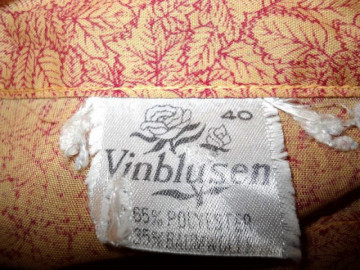 40
Vinblusen
65% POLYESTER
35% BAUMWOLLE